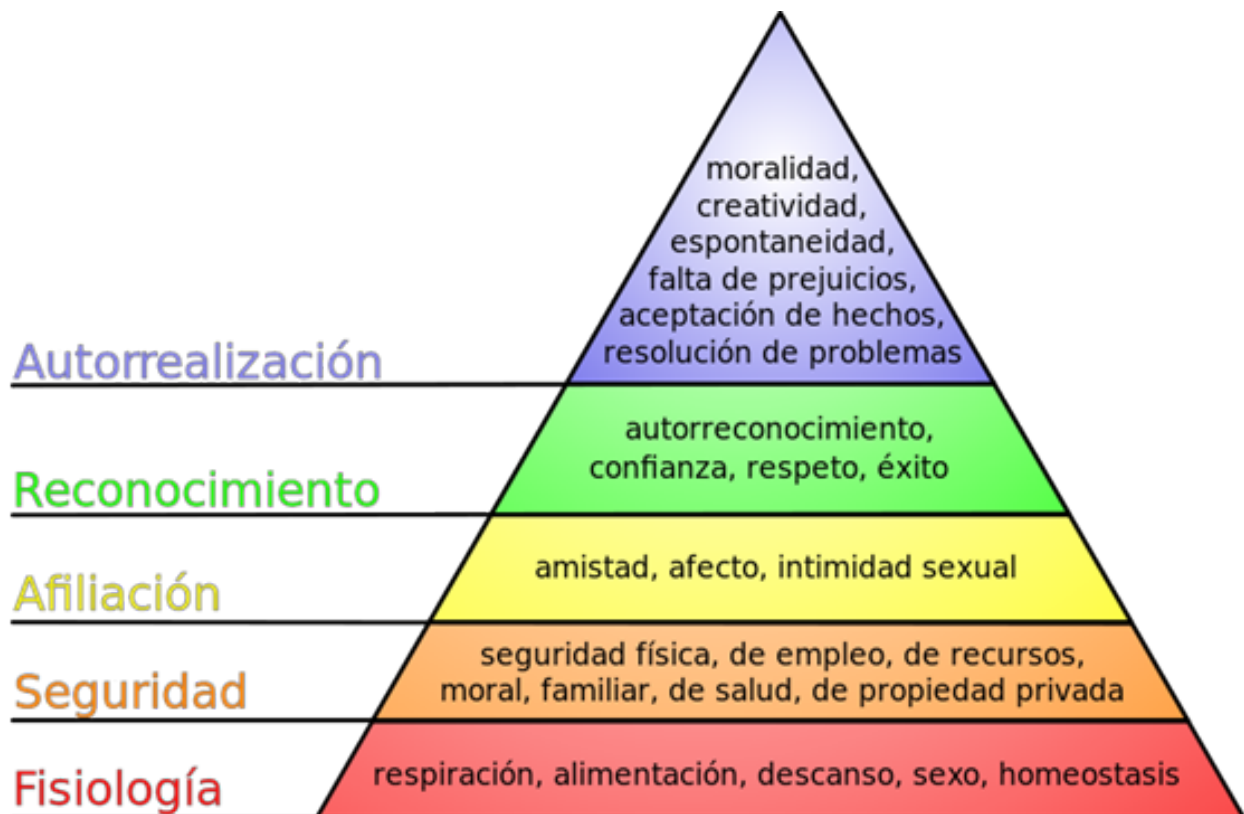 moralidad,
creatividad,
espontaneidad,
falta de prejuicios,
aceptación de hechos,
resolución de problemas
Autorrealización
autorreconocimiento,
confianza, respeto, éxito
Reconocimiento
amistad, afecto, intimidad sexual
Afiliación
seguridad física, de empleo, de recursos,
moral, familiar, de salud, de propiedad privada
Seguridad
respiración, alimentación, descanso, sexo, homeostasis
Fisiología